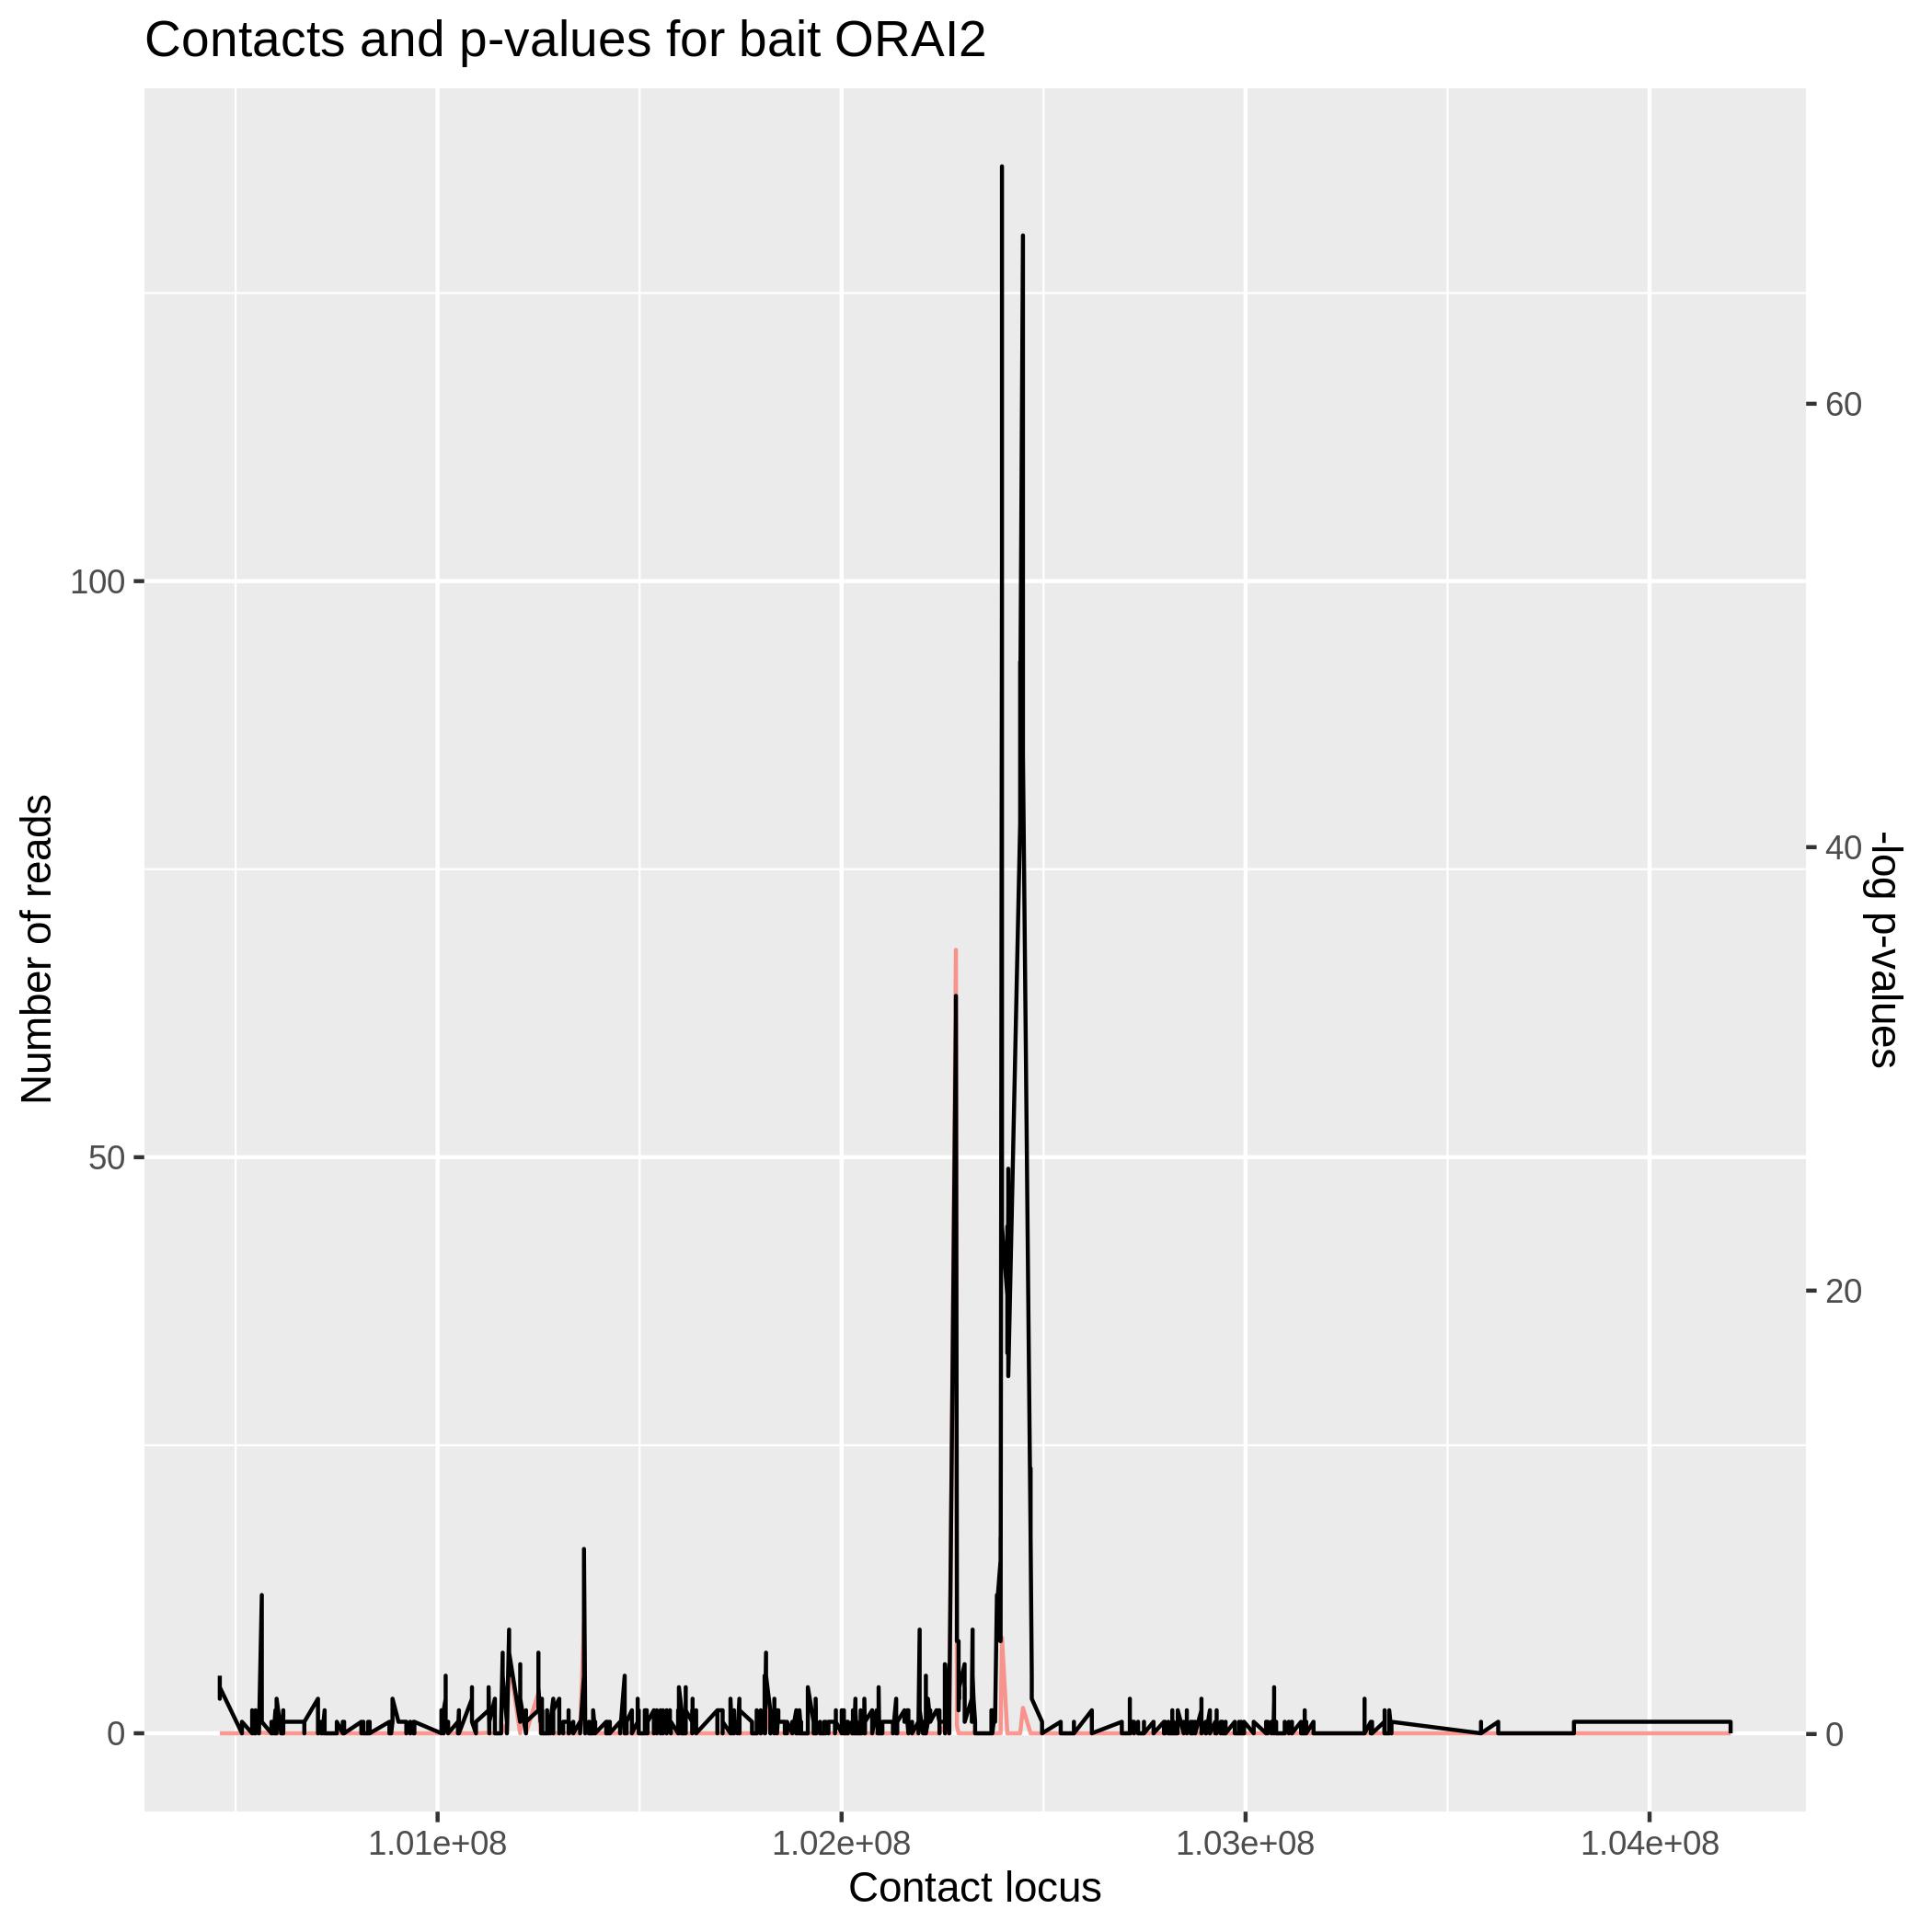 Contacts and p-values for bait ORAI2
Number of reads
100
50
0
60
40
20
0
-log p-values
1.01e+08
1.02e+08
1.03e+08
1.04e+08
Contact locus